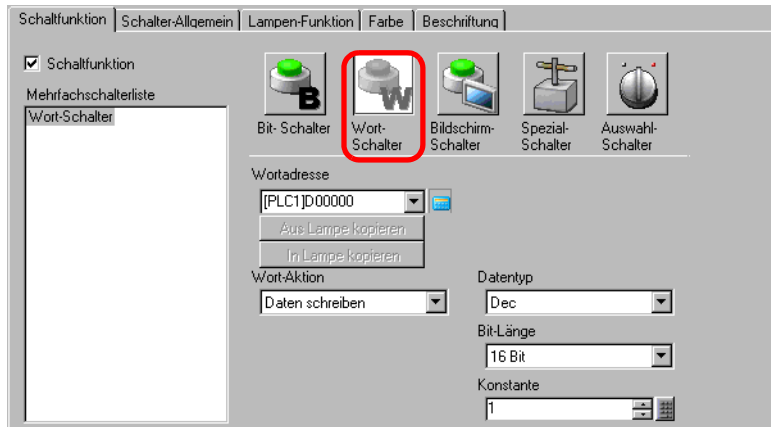 Schaltfunktion Schalter-Allgemein Lampen-Funktion Farbe Beschriftung
Schaltfunktion
Mehrfachschalterliste
Wort-Schalter
B
W
Bit- Schalter
Wort-
Schalter
Bildschirm-
Schalter
Spezial-
Schalter
Auswahl-
Schalter
Wortadresse
[PLC1]D00000
Aus Lampe kopieren
In Lampe kopieren
Wort-Aktion
Daten schreiben
Datentyp
Dec
Bit-Länge
16 Bit
Konstante
1